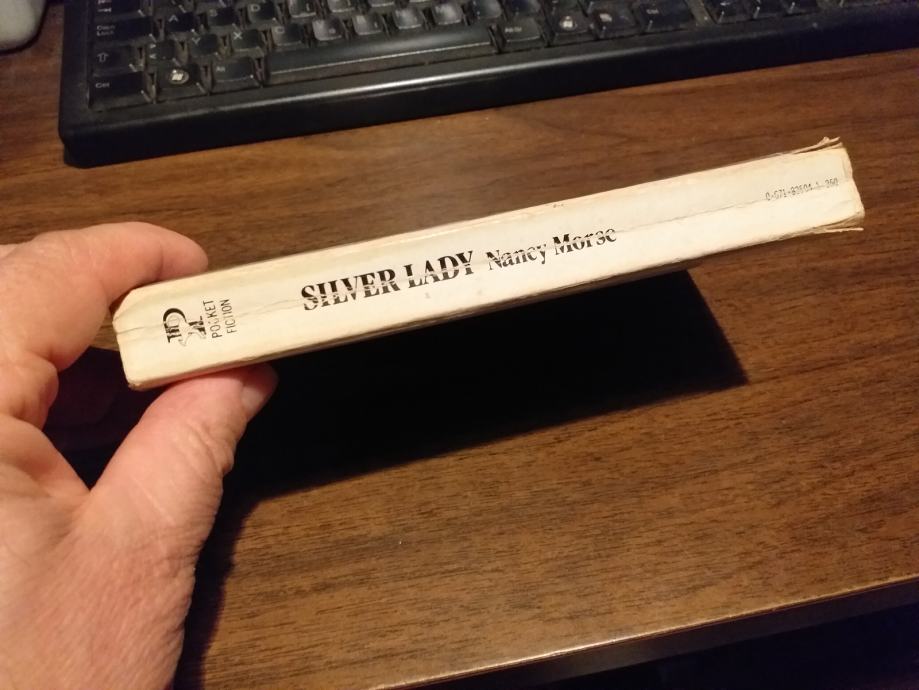 SILVER LADY Nancy Morse
POCKET
FICTION